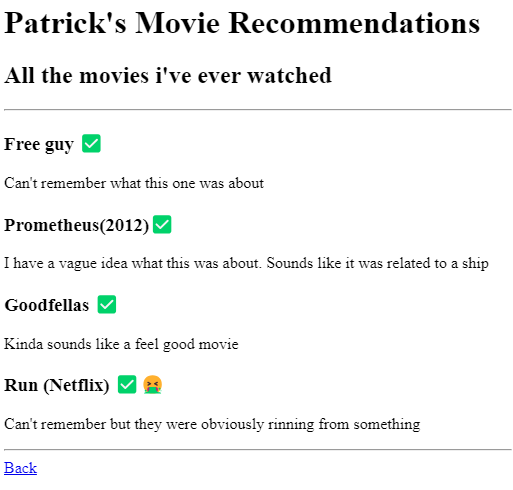 Patrick's Movie Recommendations
All the movies i've ever watched
Free guy ✅
Can't remember what this one was about
Prometheus(2012)✅
I have a vague idea what this was about. Sounds like it was related to a ship
Goodfellas ✅
Kinda sounds like a feel good movie
Run (Netflix) ✅ 🤮
Can't remember but they were obviously rinning from something
Back